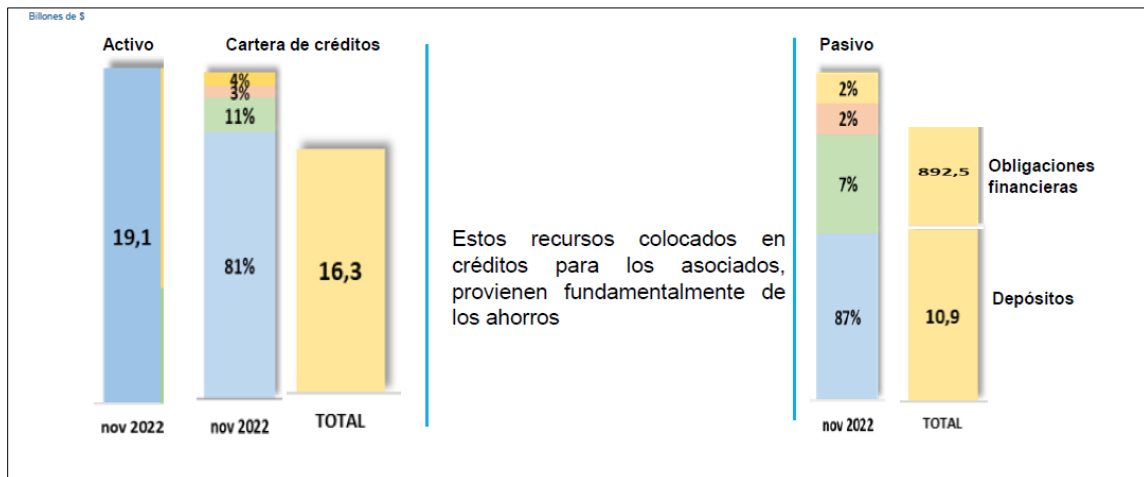 Billones de $
Activo
Cartera de créditos
Pasivo
4%
3%
11%
81%
19,1
16,3
nov 2022
nov 2022
TOTAL
Estos recursos colocados en
créditos para los asociados,
provienen fundamentalmente de
los ahorros
2%
2%
7%
87%
892,5
10,9
Obligaciones
financieras
Depósitos
nov 2022
TOTAL